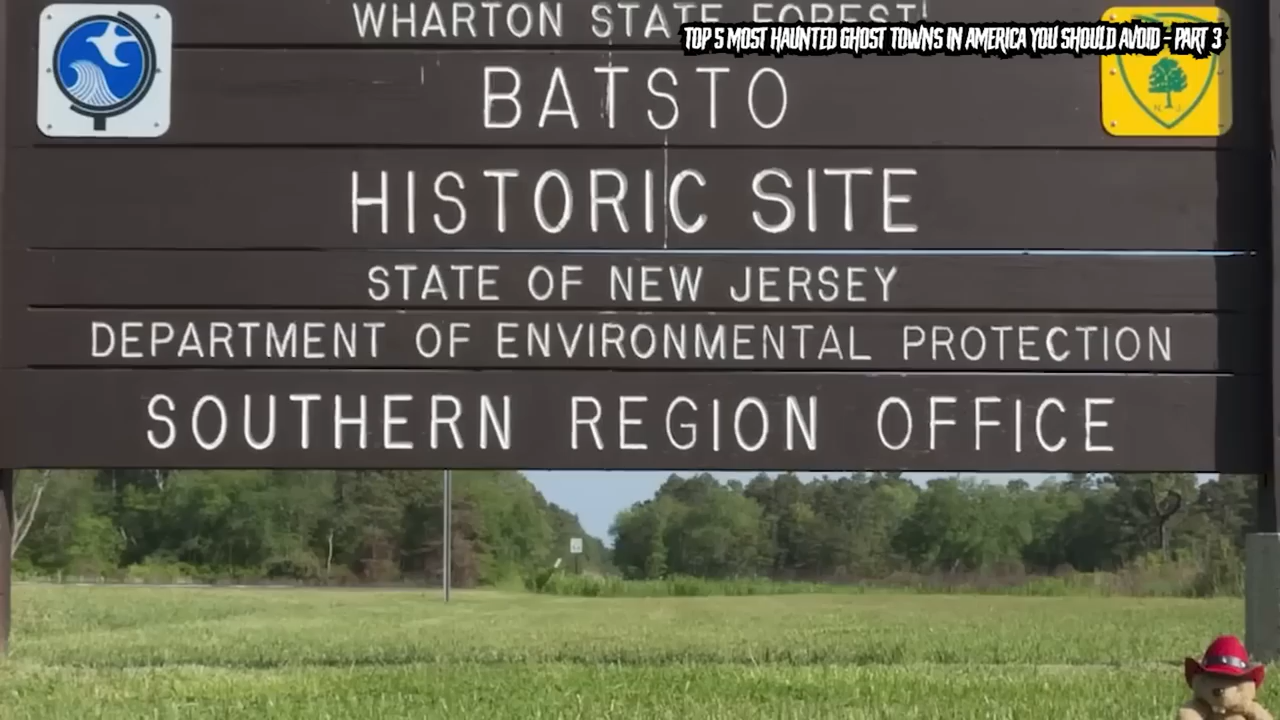 WHARTON STATE FOREST
TOP 5 MOST HAUNTED GHOST TOWNS IN AMERICA YOU SHOULD AVOID - PART 3
BATSTO
N.J.
HISTORIC SITE
STATE OF NEW JERSEY
DEPARTMENT OF ENVIRONMENTAL PROTECTION
SOUTHERN REGION OFFICE